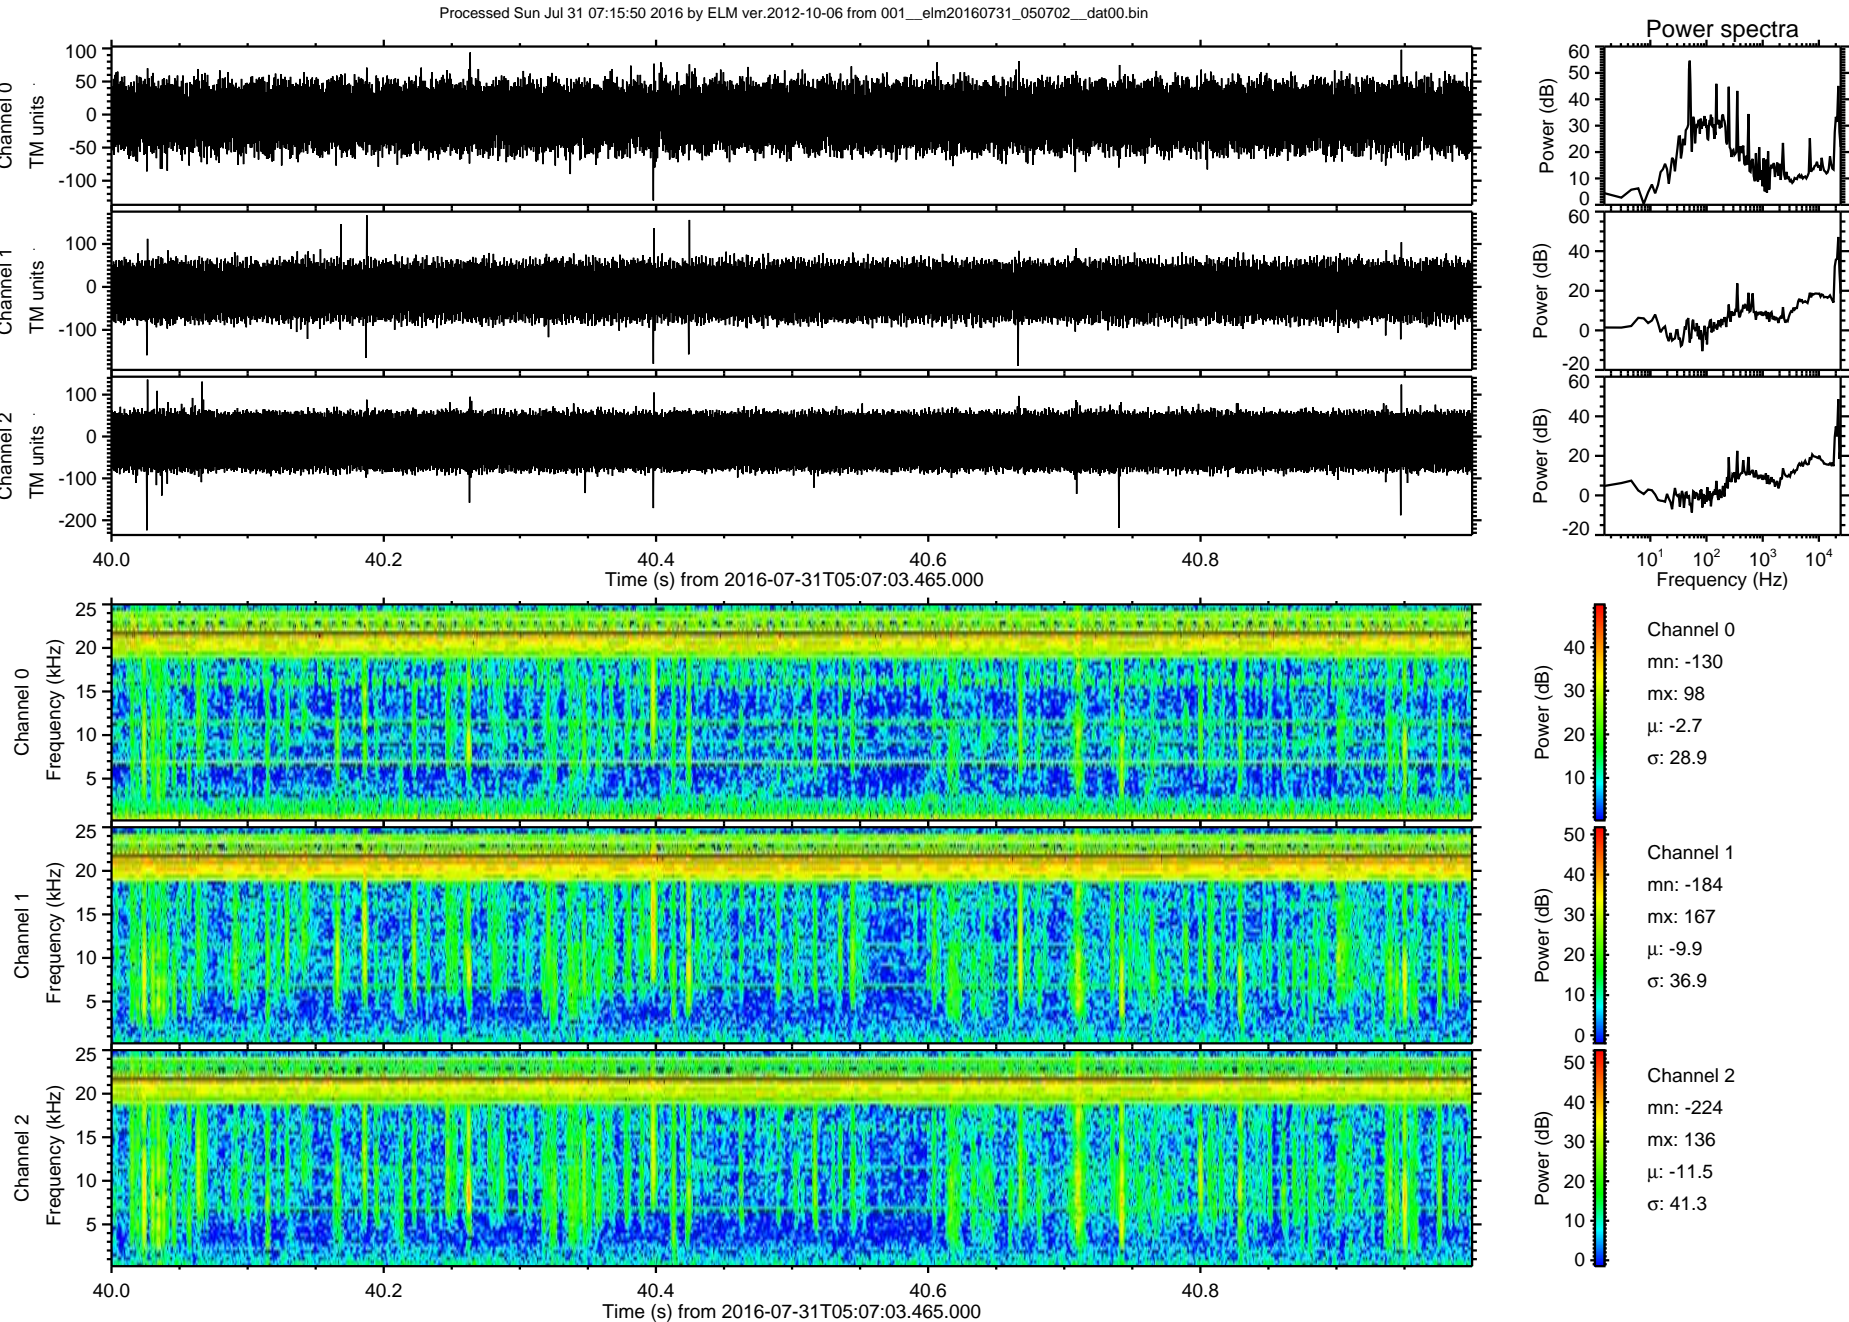 Processed Sun Jul 31 07:15:50 2016 by ELM ver.2012-10-06 from 001__elm20160731_050702__dat00.bin
Power spectra
Channel 0
TM units
100
50
0
-50
-100
Power (dB)
60
50
40
30
20
10
0
Channel 1
TM units
100
0
-100
Power (dB)
60
40
20
0
-20
Channel 2
TM units
100
0
-100
-200
Power (dB)
60
40
20
0
-20
40.0 40.2 40.4 40.6 40.8
Time (s) from 2016-07-31T05:07:03.465.000
10^1 10^2 10^3 10^4
Frequency (Hz)
Channel 0
Frequency (kHz)
25
20
15
10
5
Power (dB)
40
30
20
10
Channel 0
mn: -130
mx: 98
μ: -2.7
σ: 28.9
Channel 1
Frequency (kHz)
25
20
15
10
5
Power (dB)
50
40
30
20
10
0
Channel 1
mn: -184
mx: 167
μ: -9.9
σ: 36.9
Channel 2
Frequency (kHz)
25
20
15
10
5
Power (dB)
50
40
30
20
10
0
Channel 2
mn: -224
mx: 136
μ: -11.5
σ: 41.3
40.0 40.2 40.4 40.6 40.8
Time (s) from 2016-07-31T05:07:03.465.000